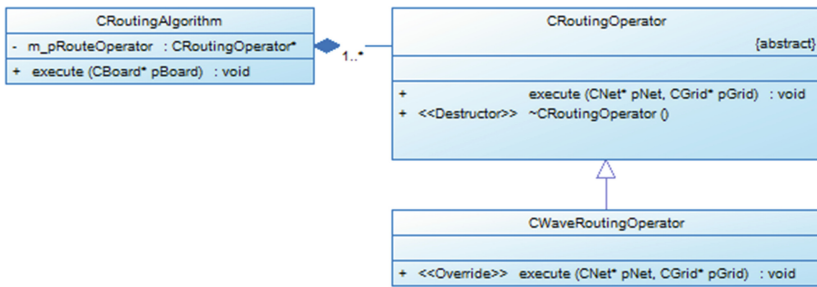 CRoutingAlgorithm
- m_pRouteOperator : CRoutingOperator*
+ execute (CBoard* pBoard) : void
1..*
CRoutingOperator
{abstract}
+ execute (CNet* pNet, CGrid* pGrid) : void
+ <<Destructor>> ~CRoutingOperator ()
CWaveRoutingOperator
+ <<Override>> execute (CNet* pNet, CGrid* pGrid) : void